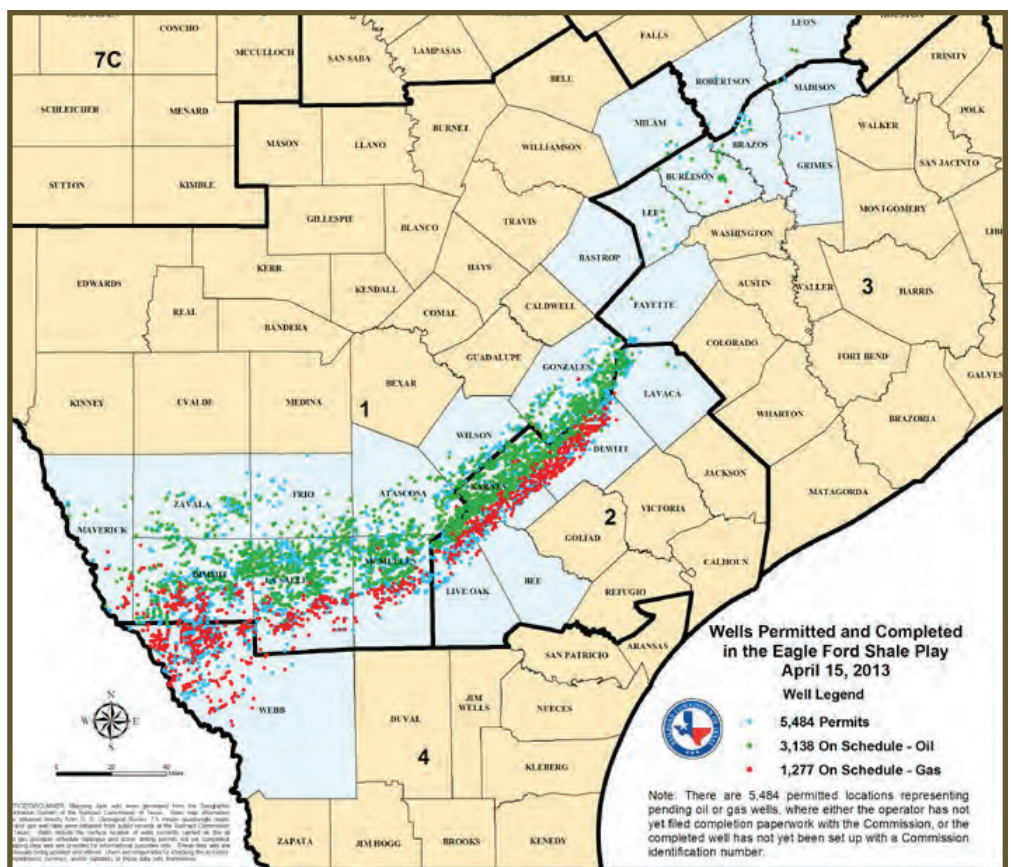 CONCHO
MCCULLOCH
SAN SABA
LAMPASAS
FALLS
LEON
7C
BELL
ROBERTSON
TRINITY
MADISON
SCHLEICHER
MENARD
MILAM
WALKER
POLK
BURNET
MASON
LLANO
WILLIAMSON
BRAZOS
GRIMES
SAN JACINTO
BURLESON
SUTTON
KIMBLE
LEE
MONTGOMERY
GILLESPIE
TRAVIS
BLANCO
WASHINGTON
LIB
BASTROP
HAYS
KERR
EDWARDS
AUSTIN
WALLER
3
HARRIS
KENDALL
CALDWELL
FAYETTE
REAL
COMAL
BANDERA
COLORADO
GUADALUPE
FORT BEND
GONZALES
GALVES
BEXAR
LAVACA
KINNEY
UVALDE
MEDINA
1
WHARTON
BRAZORIA
WILSON
DEWITT
JACKSON
KARNES
ATASCOSA
FRIO
ZAVALA
MATAGORDA
VICTORIA
2
MAVERICK
GOLIAD
CALHOUN
MCMULLEN
DIMMIT
LA SALLE
BEE
LIVE OAK
REFUGIO
ARANSAS
SAN PATRICIO
Wells Permitted and Completed
in the Eagle Ford Shale Play
April 15, 2013
Well Legend
5,484 Permits
3,138 On Schedule - Oil
1,277 On Schedule - Gas
Note: There are 5,484 permitted locations representing
pending oil or gas wells, where either the operator has not
yet filed completion paperwork with the Commission, or the
completed well has not yet been set up with a Commission
identification number.
WEBB
DUVAL
JIM
WELLS
NUECES
4
KLEBERG
ZAPATA
JIM HOGG
BROOKS
KENEDY
N
W
E
S
0
20
40
Miles